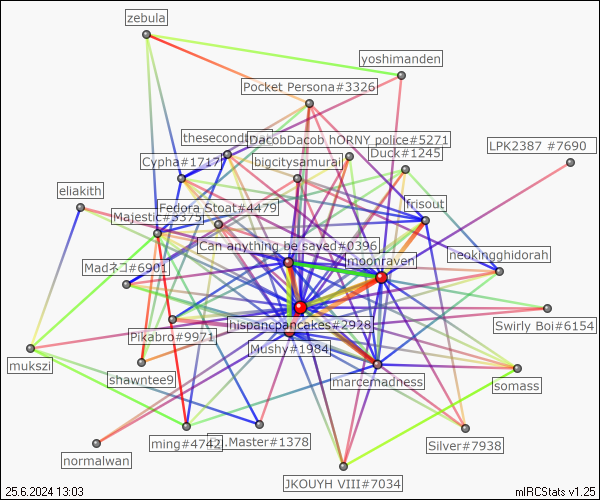 zebula
yoshimanden
Pocket Persona#3326
thesecondt
DacobDacob hORNY police#5271
LPK2387 #7690
Duck#1245
Cypha#1717
bigcitysamurai
eliakith
frisout
Fedora Stoat#4479
Majestic#5375
Can anything be saved#0396
moonraven
neokingghidorah
Madネコ#6901
hispancpancakes#2928
Swirly Boi#6154
Pikabro#9971
Mushy#1984
mukszi
shawntee9
marcemadness
somass
ming#4742
.Master#1378
Silver#7938
normalwan
JKOUYH VIII#7034
25.6.2024 13:03
mIRCStats v1.25